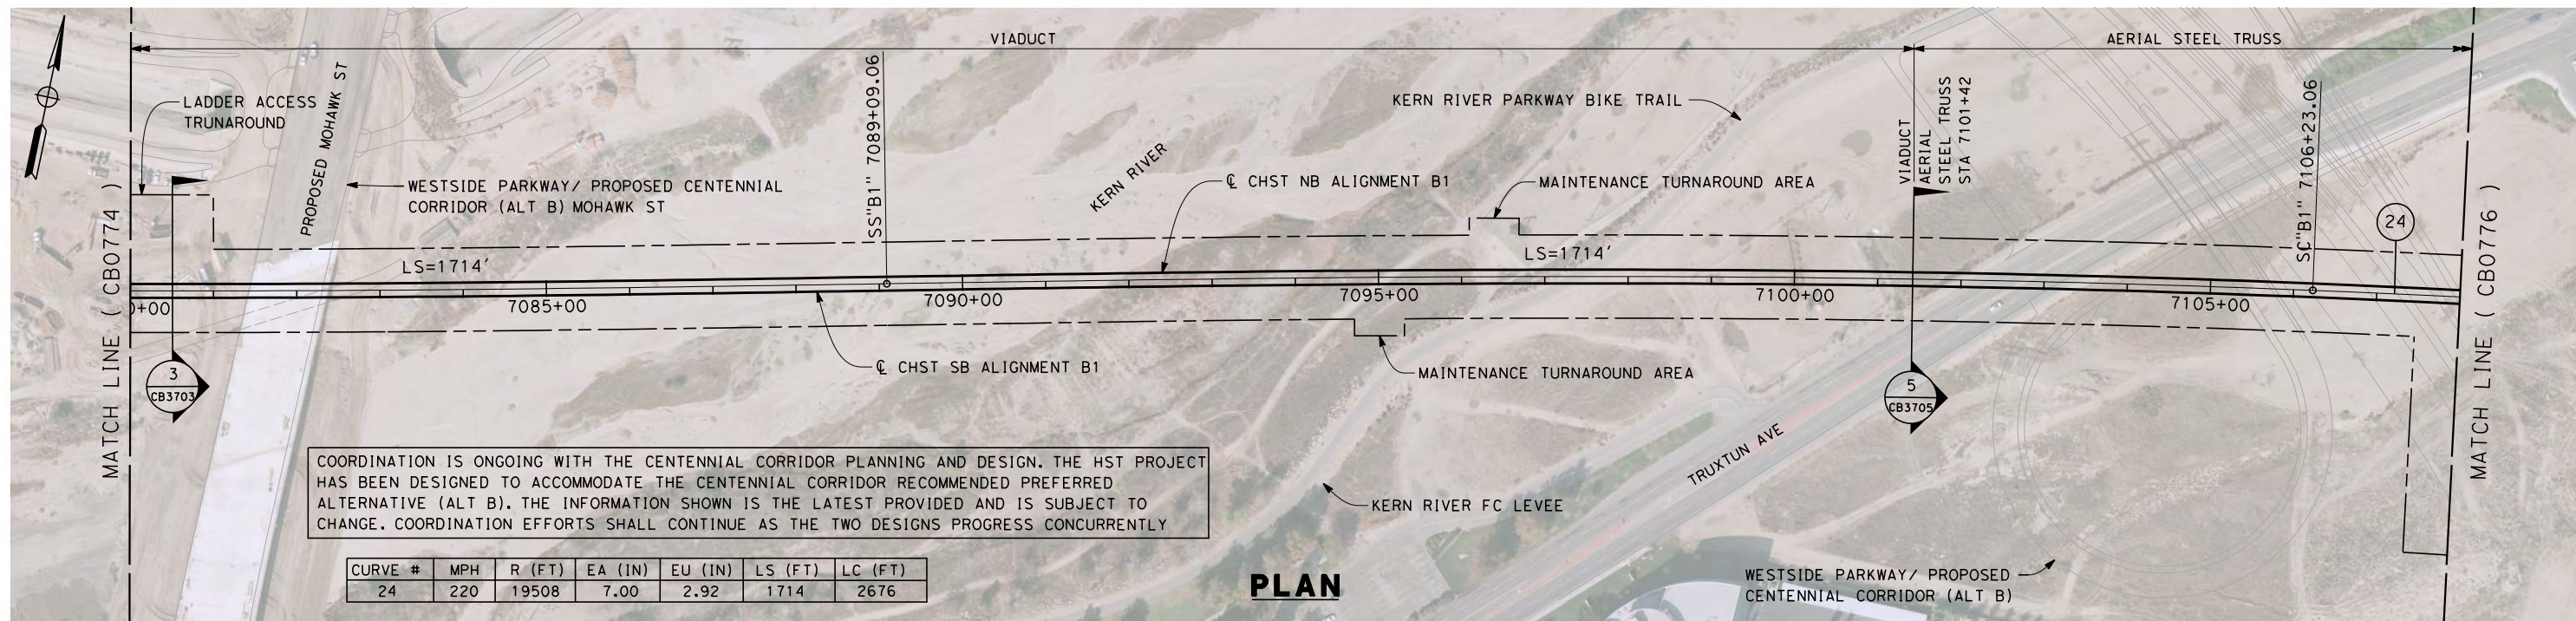 VIADUCT
AERIAL STEEL TRUSS
LADDER ACCESS
TRUNAROUND
PROPOSED MOHAWK ST
WESTSIDE PARKWAY/ PROPOSED CENTENNIAL
CORRIDOR (ALT B) MOHAWK ST
SS"B1" 7089+09.06
KERN RIVER
KERN RIVER PARKWAY BIKE TRAIL
℄ CHST NB ALIGNMENT B1
MAINTENANCE TURNAROUND AREA
VIADUCT
AERIAL
STEEL TRUSS
STA 7101+42
SC"B1" 7106+23.06
24
MATCH LINE ( CB0774 )
MATCH LINE ( CB0776 )
LS=1714'
LS=1714'
0+00
7085+00
7090+00
7095+00
7100+00
7105+00
3
CB3703
℄ CHST SB ALIGNMENT B1
MAINTENANCE TURNAROUND AREA
5
CB3705
TRUXTUN AVE
KERN RIVER FC LEVEE
COORDINATION IS ONGOING WITH THE CENTENNIAL CORRIDOR PLANNING AND DESIGN. THE HST PROJECT
HAS BEEN DESIGNED TO ACCOMMODATE THE CENTENNIAL CORRIDOR RECOMMENDED PREFERRED
ALTERNATIVE (ALT B). THE INFORMATION SHOWN IS THE LATEST PROVIDED AND IS SUBJECT TO
CHANGE. COORDINATION EFFORTS SHALL CONTINUE AS THE TWO DESIGNS PROGRESS CONCURRENTLY
CURVE # MPH R (FT) EA (IN) EU (IN) LS (FT) LC (FT)
24 220 19508 7.00 2.92 1714 2676
PLAN
WESTSIDE PARKWAY/ PROPOSED
CENTENNIAL CORRIDOR (ALT B)